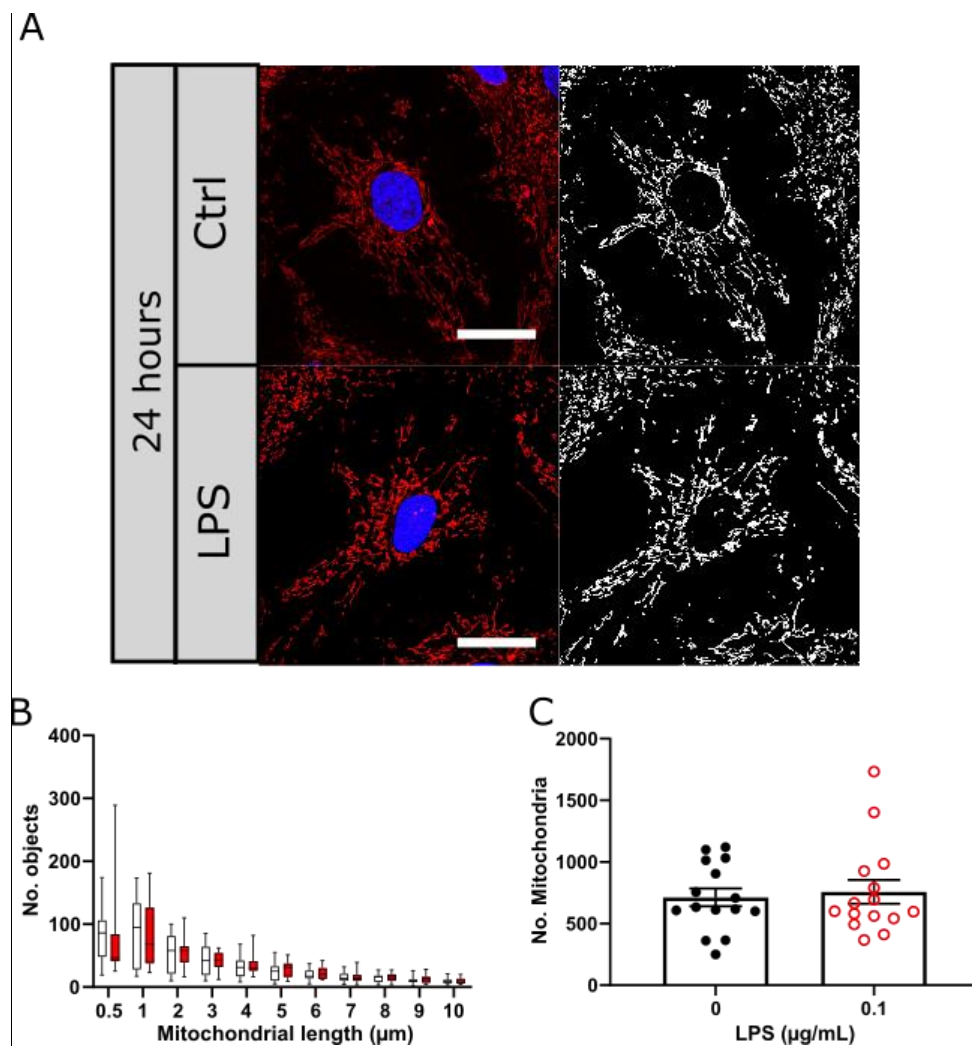 A
24 hours
Ctrl
LPS
B
No. objects
400
300
200
100
0
0.5 1 2 3 4 5 6 7 8 9 10
Mitochondrial length (µm)
C
No. Mitochondria
2000
1500
1000
500
0
0 0.1
LPS (µg/mL)